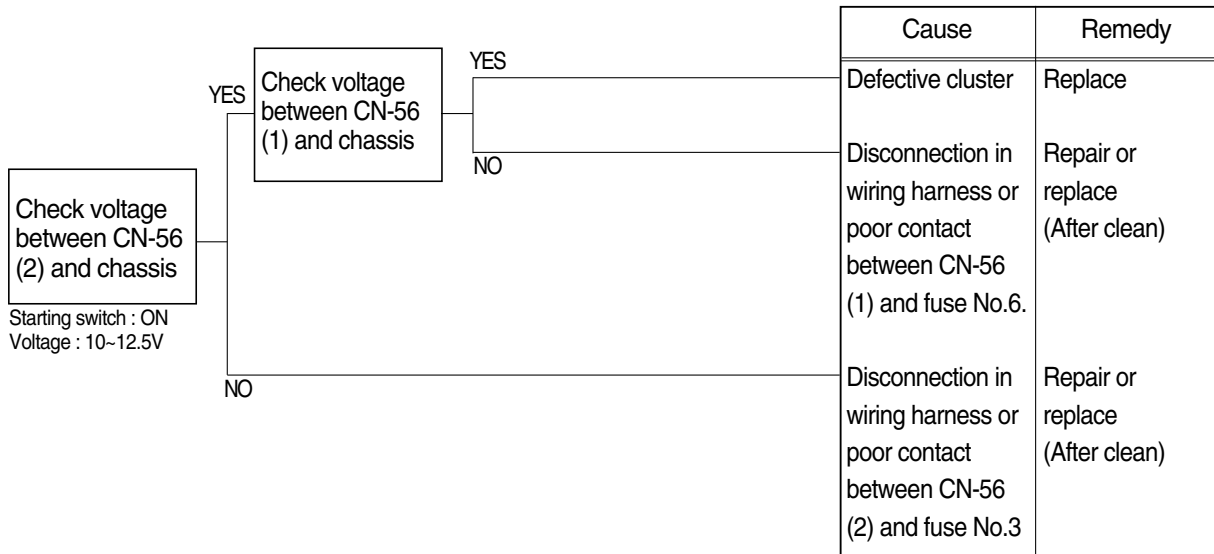 Cause
Remedy
YES
Check voltage
between CN-56
(1) and chassis
YES
Defective cluster
Replace
NO
Disconnection in
wiring harness or
poor contact
between CN-56
(1) and fuse No.6.
Repair or
replace
(After clean)
Check voltage
between CN-56
(2) and chassis
Starting switch : ON
Voltage : 10~12.5V
NO
Disconnection in
wiring harness or
poor contact
between CN-56
(2) and fuse No.3
Repair or
replace
(After clean)